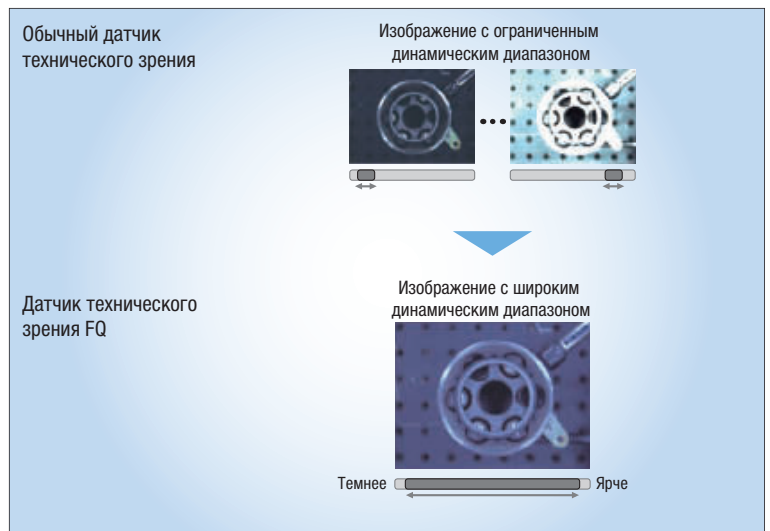 Обычный датчик
технического зрения
Изображение с ограниченным
динамическим диапазоном
Датчик технического
зрения FQ
Изображение с широким
динамическим диапазоном
Темнее
Ярче